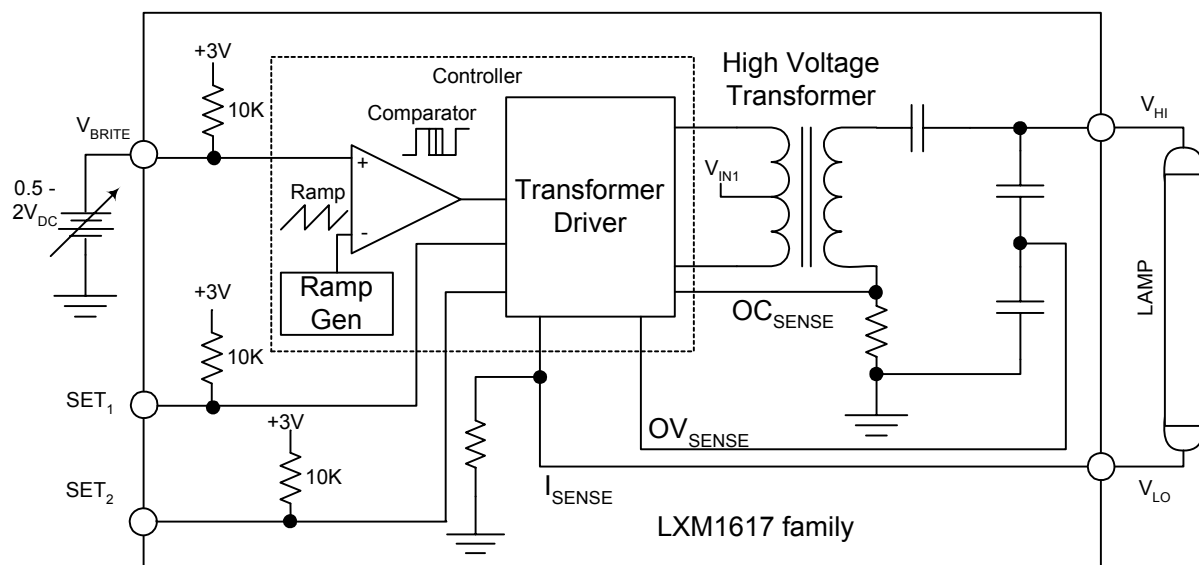 +3V
10K
V_BRITE
0.5 -
2V_DC
Controller
Comparator
+
-
Ramp
Ramp
Gen
Transformer
Driver
High Voltage
Transformer
V_IN1
V_HI
LAMP
V_LO
+3V
10K
SET_1
+3V
10K
SET_2
OC_SENSE
OV_SENSE
I_SENSE
LXM1617 family